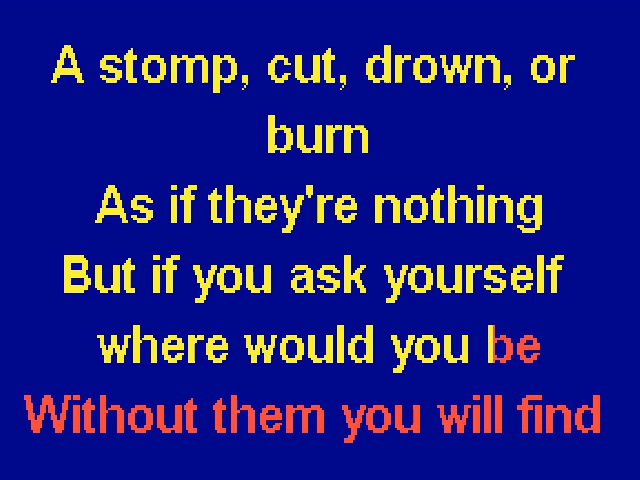 A stomp, cut, drown, or
burn
As if they're nothing
But if you ask yourself
where would you be
Without them you will find